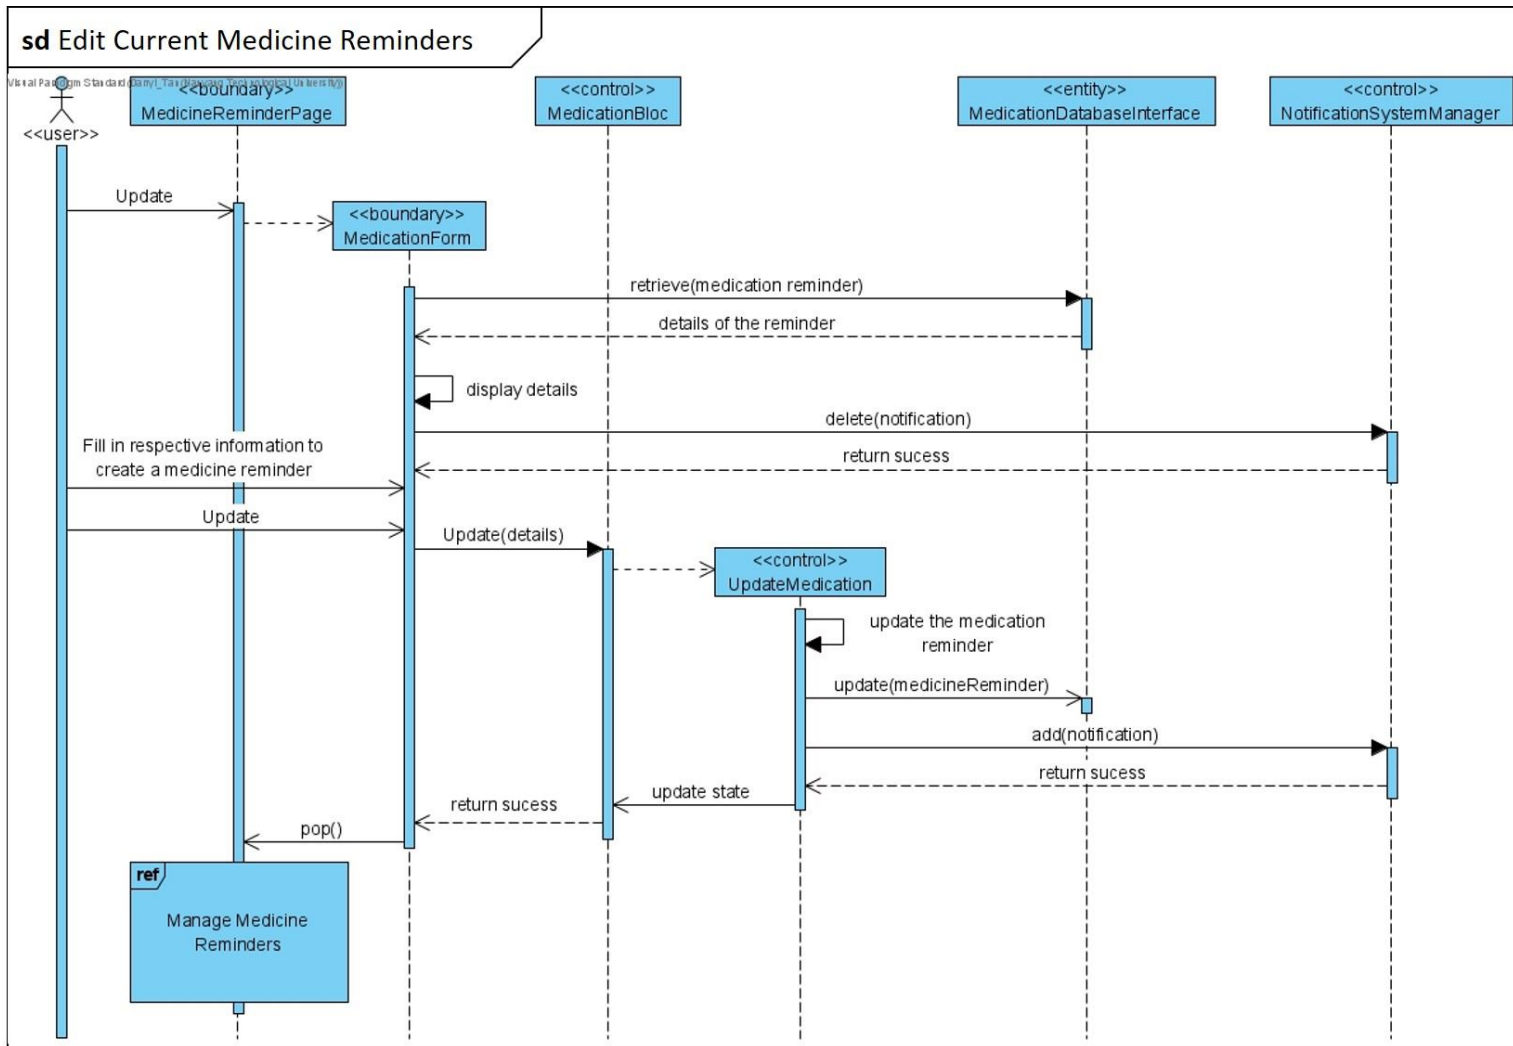 sd Edit Current Medicine Reminders
<<user>>
<<boundary>>
MedicineReminderPage
<<control>>
MedicationBloc
<<entity>>
MedicationDatabaseInterface
<<control>>
NotificationSystemManager
Update
<<boundary>>
MedicationForm
retrieve(medication reminder)
details of the reminder
display details
delete(notification)
Fill in respective information to
create a medicine reminder
return sucess
Update
Update(details)
<<control>>
UpdateMedication
update the medication
reminder
update(medicineReminder)
add(notification)
return sucess
update state
return sucess
pop()
ref
Manage Medicine
Reminders